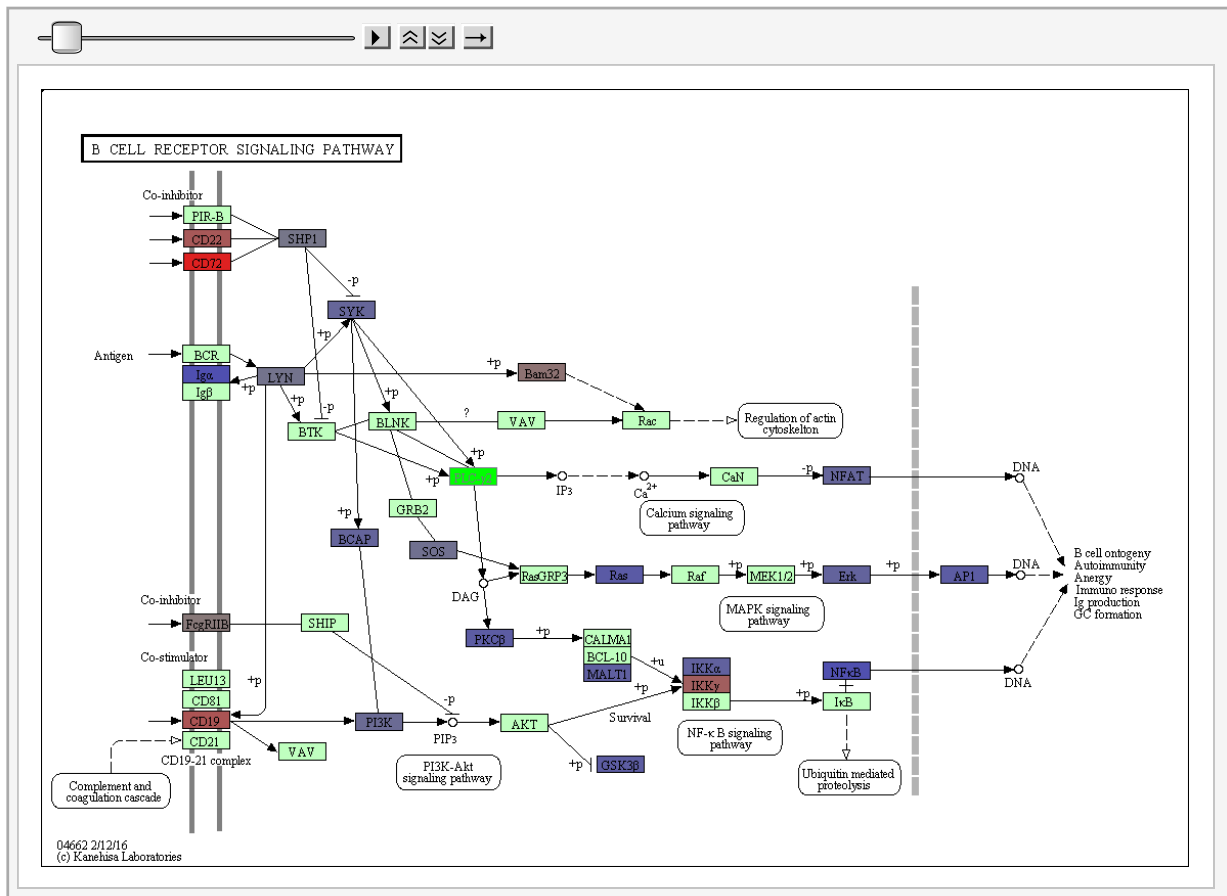 B CELL RECEPTOR SIGNALING PATHWAY
Co-inhibitor
PIR-B
CD22
SHP1
CD72
-p
SYK
+p
Antigen
BCR
Igα
Igβ
+p
LYN
+p
Bam32
+p
-p
+p
BTK
BLNK
?
VAV
Rac
Regulation of actin
cytoskelton
+p
+p
PLC-γ2
IP3
Ca2+
CaN
-p
NFAT
DNA
Calcium signaling
pathway
GRB2
+p
BCAP
SOS
DAG
RasGRP3
Ras
Raf
+p
MEK1/2
+p
Erk
+p
AP1
DNA
MAPK signaling
pathway
B cell ontogeny
Autoimmunity
Anergy
Immuno response
Ig production
GC formation
Co-inhibitor
FcgRIIB
SHIP
PKCβ
+p
CALMA1
BCL-10
MALT1
+u
+p
IKKα
IKKγ
IKKβ
+p
NFκB
IκB
DNA
Co-stimulator
LEU13
CD81
CD19
CD21
CD19-21 complex
+p
VAV
PI3K
-p
PIP3
AKT
Survival
+p
GSK3β
PI3K-Akt
signaling pathway
NF-κ B signaling
pathway
Ubiquitin mediated
proteolysis
Complement and
coagulation cascade
04662 2/12/16
(c) Kanehisa Laboratories